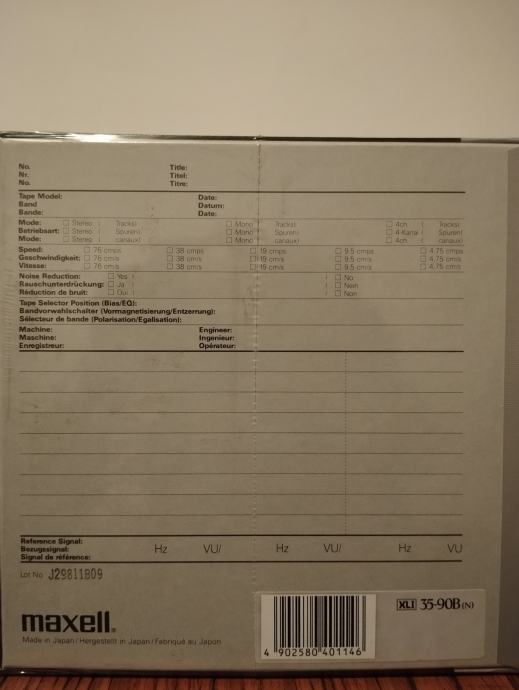 No. Title:
Nr. Titel:
No. Titre:
Tape Model: Date:
Band Datum:
Bande: Date:
Mode: Stereo ( Tracks) Mono ( Tracks) 4ch ( Tracks)
Betriebsart: Stereo ( Spuren) Mono ( Spuren) 4-Kanal ( Spuren)
Mode: Stereo ( canaux) Mono ( canaux) 4ch ( canaux)
Speed: 76 cmps 38 cmps 19 cmps 9.5 cmps 4.75 cmps
Geschwindigkeit: 76 cm/s 38 cm/s 19 cm/s 9,5 cm/s 4,75 cm/s
Vitesse: 76 cm/s 38 cm/s 19 cm/s 9,5 cm/s 4,75 cm/s
Noise Reduction: Yes ( ) No
Rauschunterdrückung: Ja ( ) Nein
Réduction de bruit: Oui ( ) Non
Tape Selector Position (Bias/EQ):
Bandvorwahlschalter (Vormagnetisierung/Entzerrung):
Sélecteur de bande (Polarisation/Egalisation):
Machine: Engineer:
Maschine: Ingenieur:
Enregistreur: Opérateur:
Reference Signal:
Bezugssignal: Hz VU/ Hz VU/ Hz VU
Signal de référence:
Lot No J29811B09
maxell®
Made in Japan/Hergestellt in Japan/Fabriqué au Japon
XLI 35-90B(N)
4 902580 401146